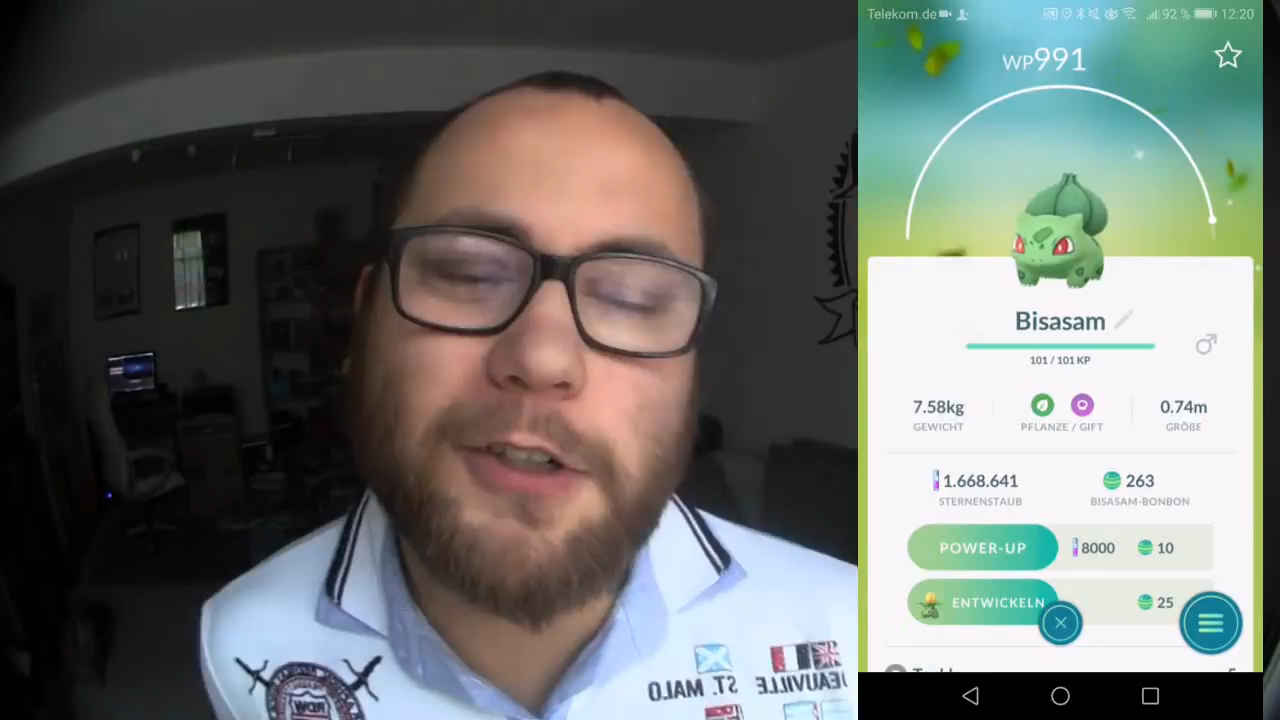 Telekom.de 92 % 12:20
WP991
Bisasam
101 / 101 KP
7.58kg
GEWICHT
PFLANZE / GIFT
0.74m
GRÖßE
1.668.641
STERNENSTAUB
263
BISASAM-BONBON
POWER-UP 8000 10
ENTWICKELN 25
ST. MALO
DEAUVILLE